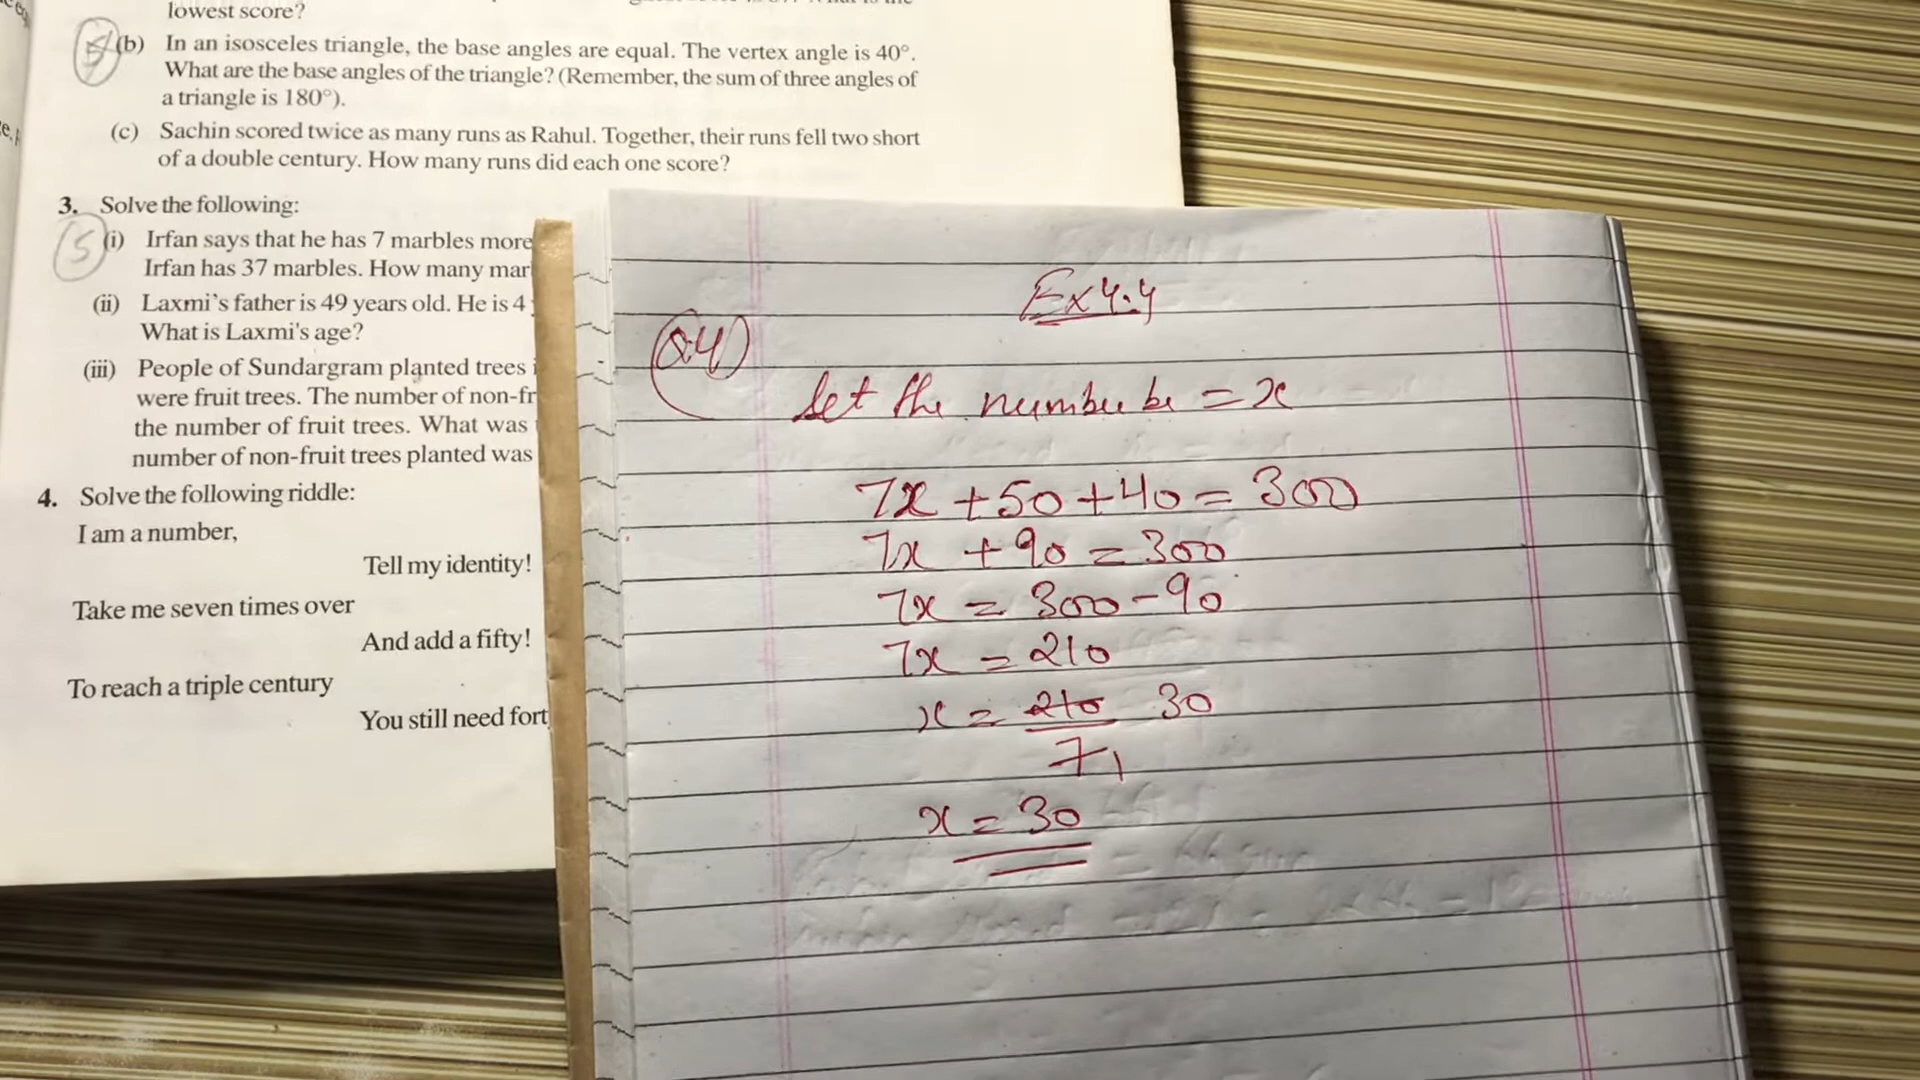 lowest score?
(b) In an isosceles triangle, the base angles are equal. The vertex angle is 40°.
What are the base angles of the triangle? (Remember, the sum of three angles of
a triangle is 180°).
(c) Sachin scored twice as many runs as Rahul. Together, their runs fell two short
of a double century. How many runs did each one score?
3. Solve the following:
5 (i) Irfan says that he has 7 marbles more
Irfan has 37 marbles. How many mar
(ii) Laxmi's father is 49 years old. He is 4
What is Laxmi's age?
(iii) People of Sundargram planted trees
were fruit trees. The number of non-fr
the number of fruit trees. What was
number of non-fruit trees planted was
4. Solve the following riddle:
I am a number,
Tell my identity!
Take me seven times over
And add a fifty!
To reach a triple century
You still need fort
Ex 4.4
Q.4)
let the number be = x
7x + 50 + 40 = 300
7x + 90 = 300
7x = 300 - 90
7x = 210
x = 210 30
7 1
x = 30